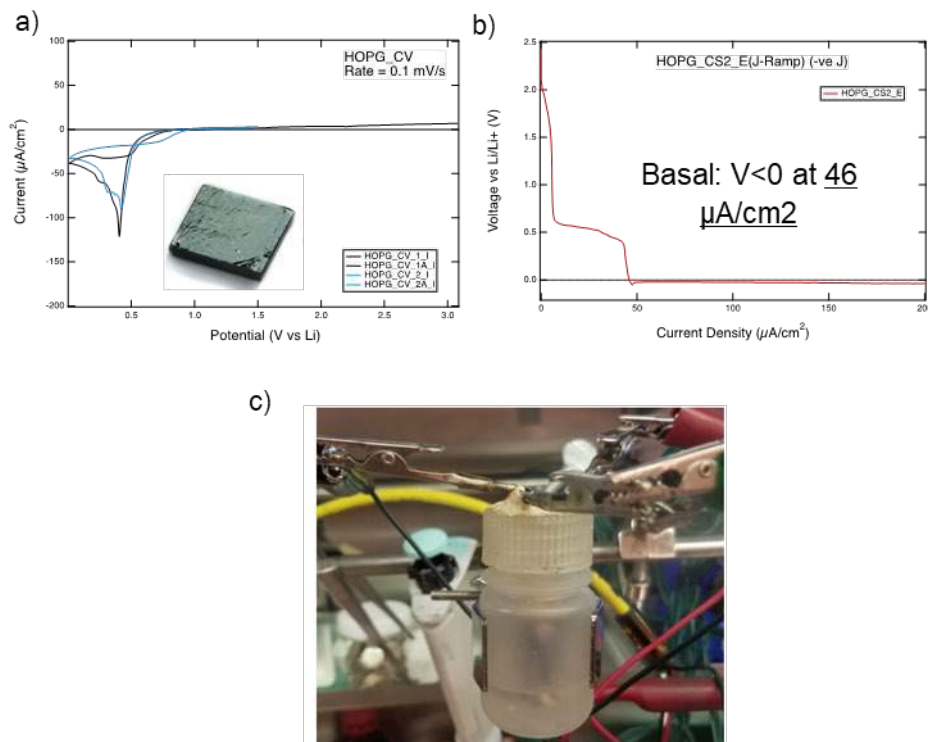 a)
HOPG_CV
Rate = 0.1 mV/s
100
50
0
-50
-100
-150
-200
Current (µA/cm²)
0.5
1.0
1.5
2.0
2.5
3.0
Potential (V vs Li)
HOPG_CV_1_I
HOPG_CV_1A_I
HOPG_CV_2_I
HOPG_CV_2A_I
b)
HOPG_CS2_E(J-Ramp) (-ve J)
HOPG_CS2_E
Basal: V<0 at 46
µA/cm2
2.5
2.0
1.5
1.0
0.5
0.0
Voltage vs Li/Li+ (V)
0
50
100
150
20
Current Density (µA/cm²)
c)